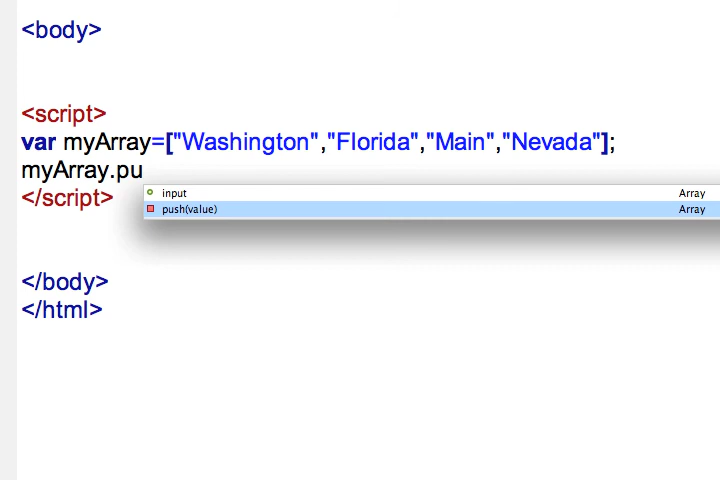 <body>
<script>
var myArray=["Washington","Florida","Main","Nevada"];
myArray.pu
input Array
push(value) Array
</script>
</body>
</html>